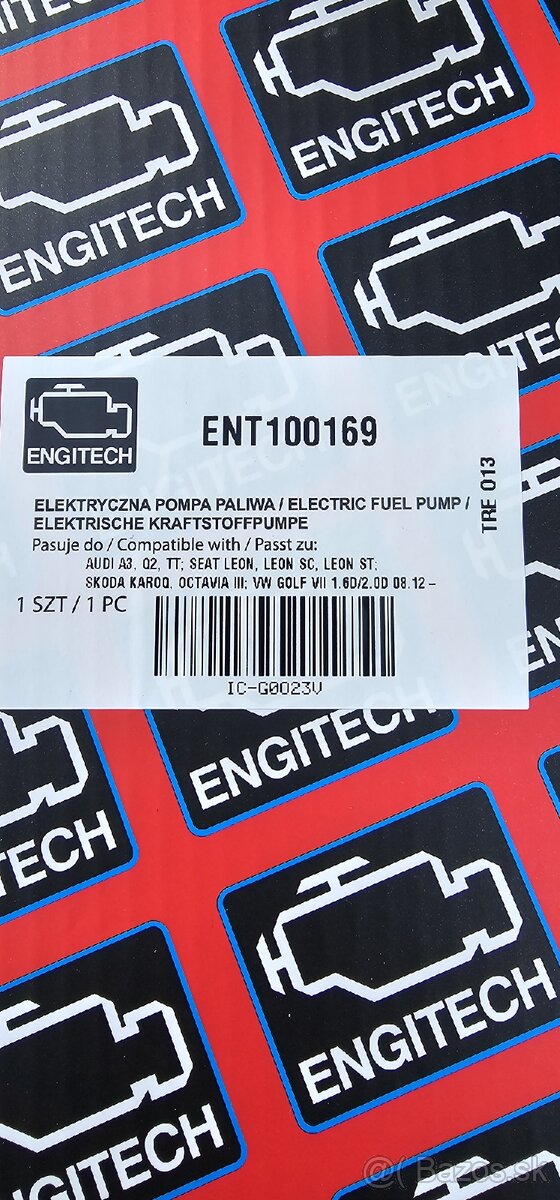 ENGITECH
ENGITECH
ENGITECH
ENGITECH
ENT100169
TRE 013
ELEKTRYCZNA POMPA PALIWA / ELECTRIC FUEL PUMP /
ELEKTRISCHE KRAFTSTOFFPUMPE
Pasuje do / Compatible with / Passt zu:
AUDI A3, Q2, TT; SEAT LEON, LEON SC, LEON ST;
SKODA KAROQ, OCTAVIA III; VW GOLF VII 1.6D/2.0D 08.12 –
1 SZT / 1 PC
IC-G0023V
ENGITECH
TECH
ENGITECH
ENGITECH
Bazos.sk